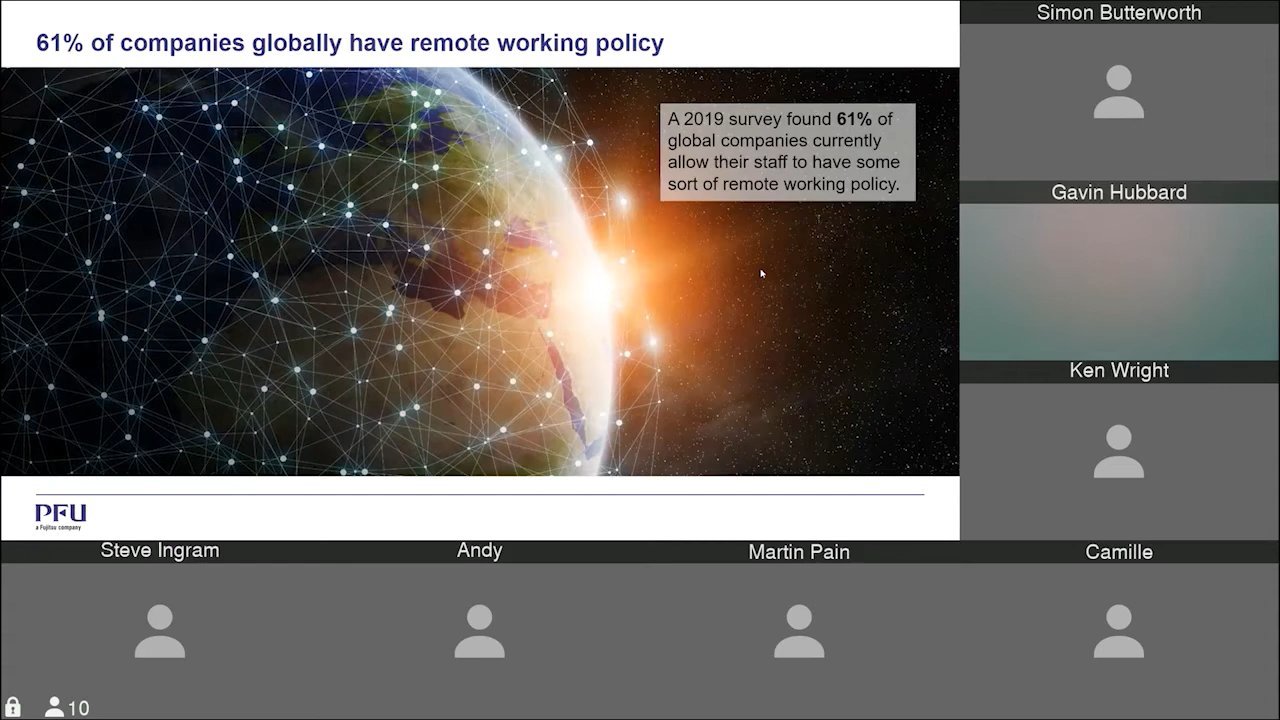 61% of companies globally have remote working policy
A 2019 survey found 61% of
global companies currently
allow their staff to have some
sort of remote working policy.
PFU
a Fujitsu company
Simon Butterworth
Gavin Hubbard
Ken Wright
Steve Ingram
Andy
Martin Pain
Camille
10